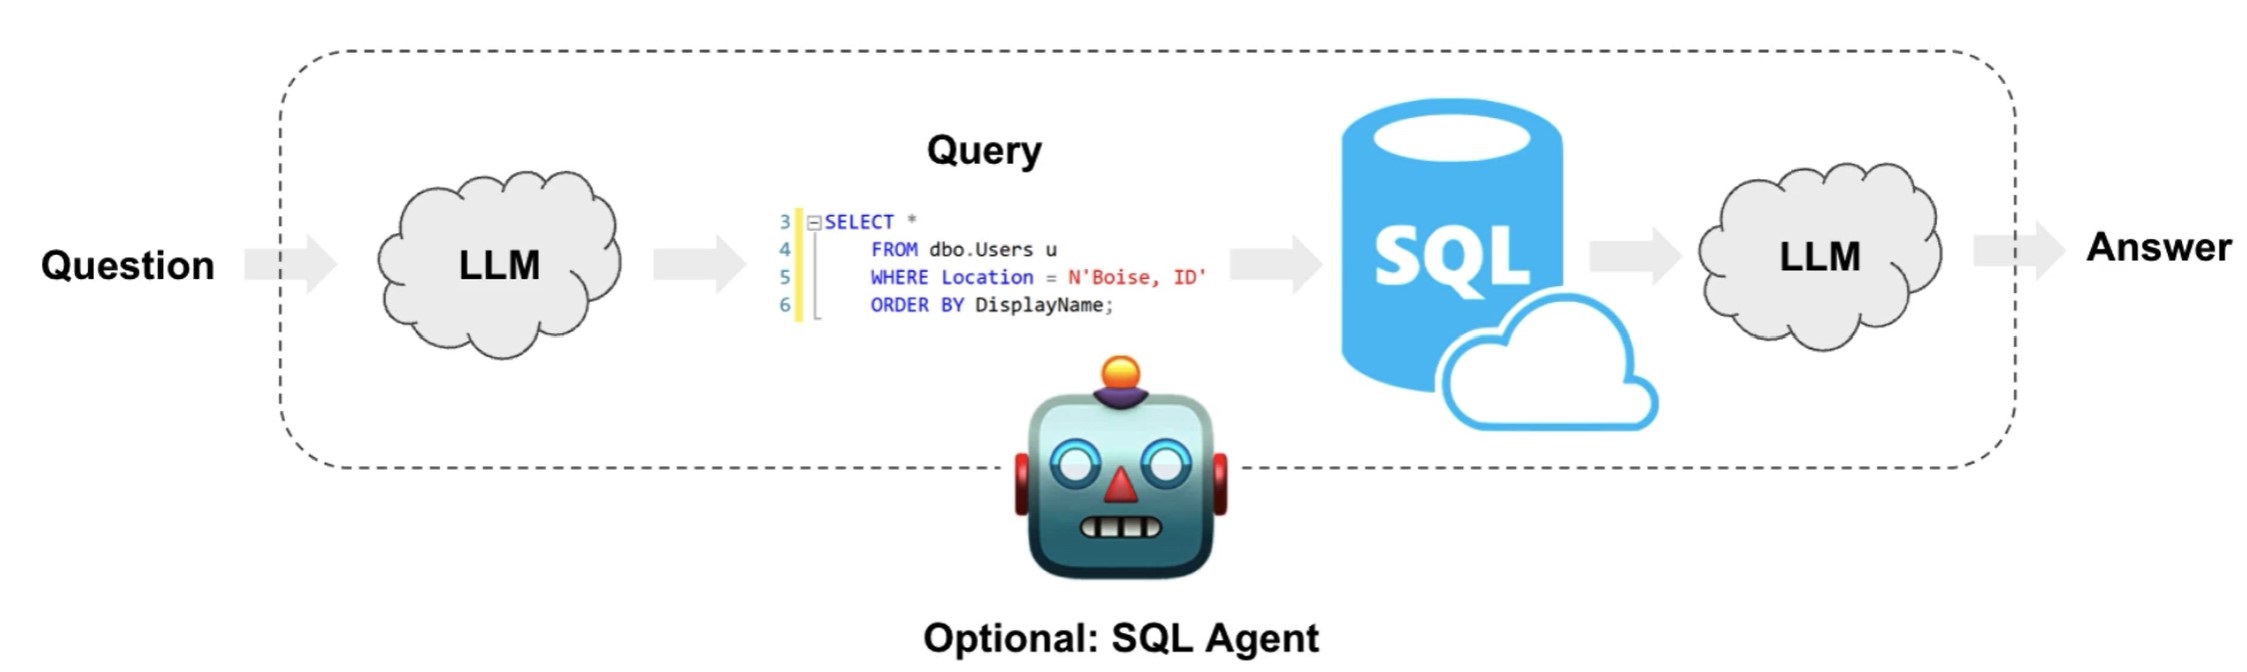 Question
LLM
Query
3 SELECT *
4 FROM dbo.Users u
5 WHERE Location = N'Boise, ID'
6 ORDER BY DisplayName;
SQL
LLM
Answer
Optional: SQL Agent